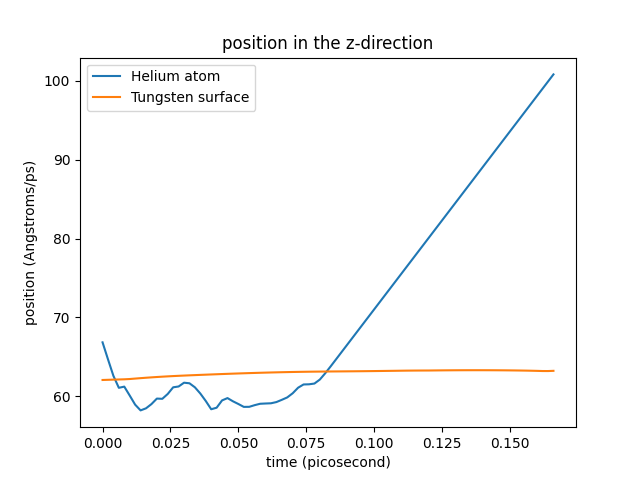 position in the z-direction
Helium atom
Tungsten surface
position (Angstroms/ps)
100
90
80
70
60
0.000 0.025 0.050 0.075 0.100 0.125 0.150
time (picosecond)